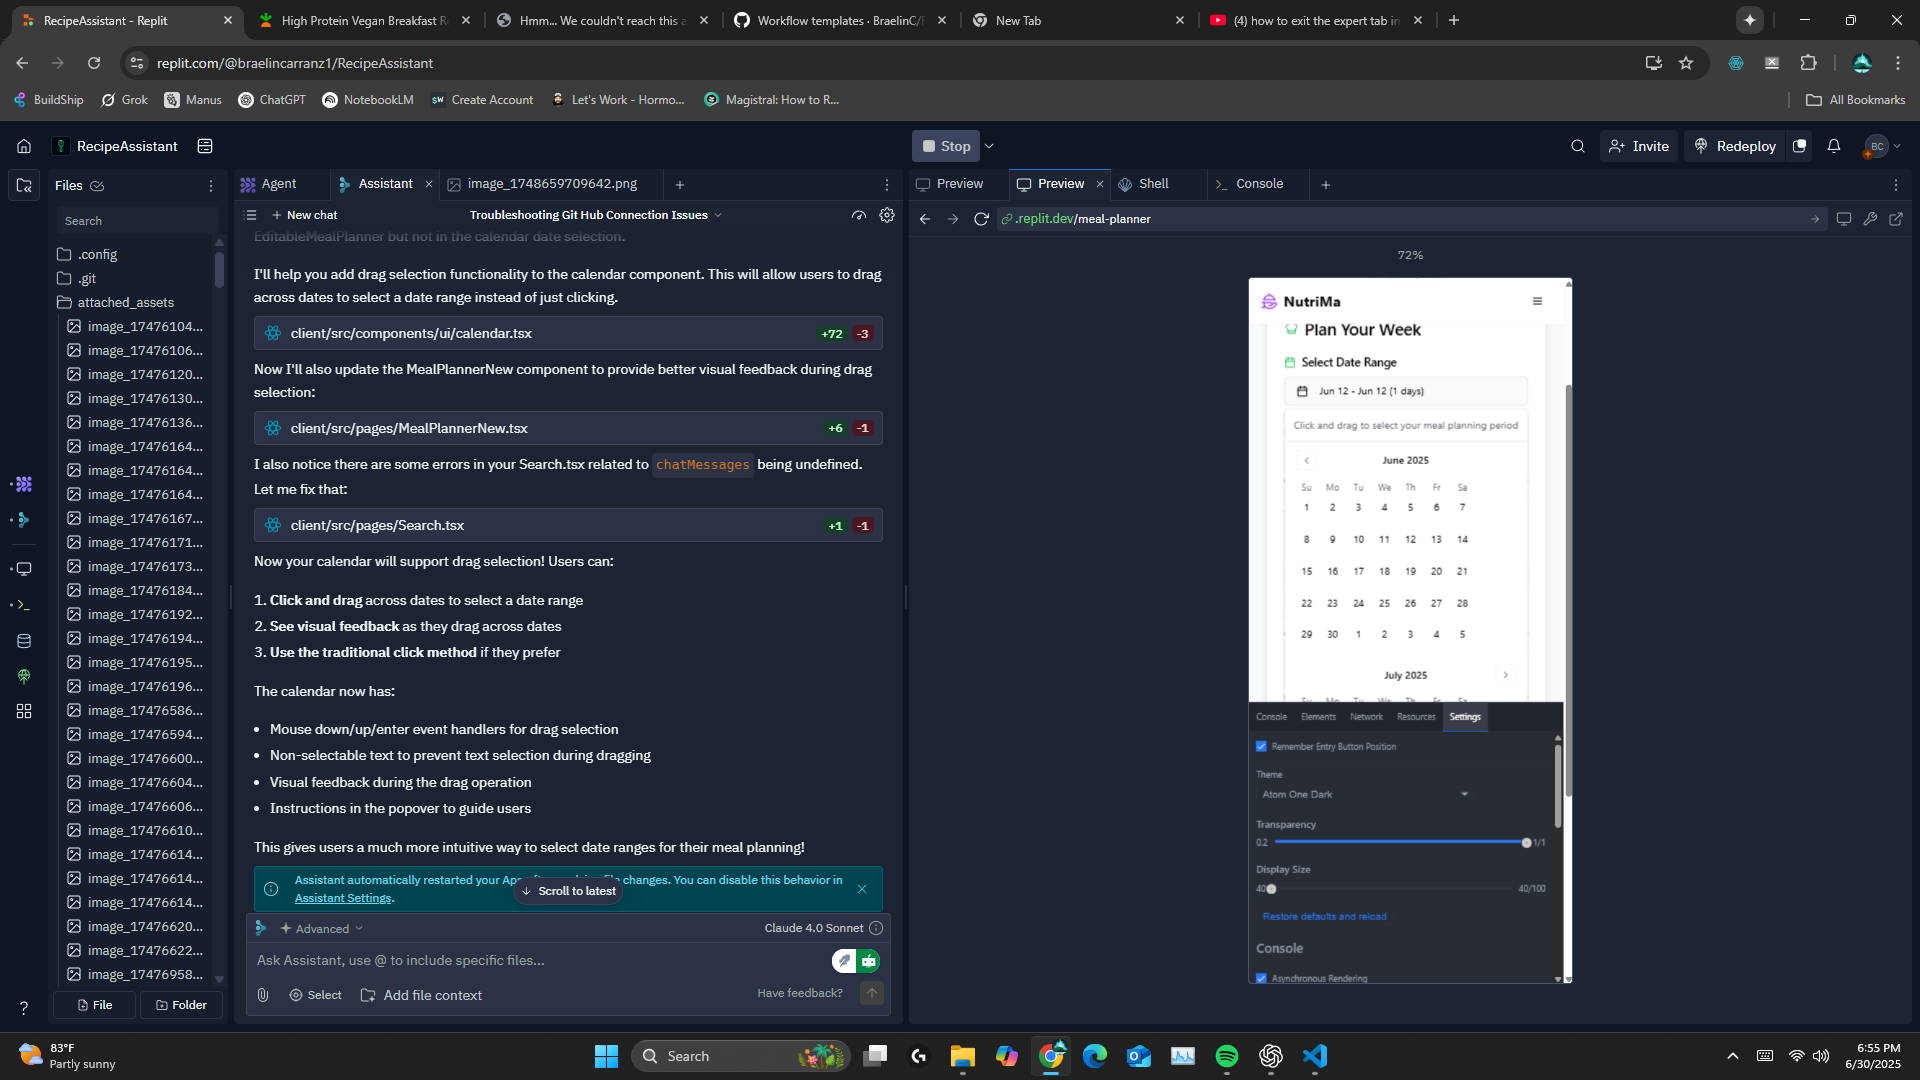 RecipeAssistant - Replit
High Protein Vegan Breakfast R
Hmm... We couldn't reach this a
Workflow templates · BraelinC/
New Tab
(4) how to exit the expert tab in
replit.com/@braelincarranz1/RecipeAssistant
BuildShip
Grok
Manus
ChatGPT
NotebookLM
Create Account
Let's Work - Hormo...
Magistral: How to R...
All Bookmarks
RecipeAssistant
Stop
Invite
Redeploy
BC
Files
Agent
Assistant
image_1748659709642.png
Preview
Preview
Shell
Console
Search
New chat
Troubleshooting Git Hub Connection Issues
.replit.dev/meal-planner
72%
.config
.git
attached_assets
image_17476104...
image_17476106...
image_17476120...
image_17476130...
image_17476136...
image_17476164...
image_17476164...
image_17476164...
image_17476167...
image_17476171...
image_17476173...
image_17476184...
image_17476192...
image_17476194...
image_17476195...
image_17476196...
image_17476586...
image_17476594...
image_17476600...
image_17476604...
image_17476606...
image_17476610...
image_17476614...
image_17476614...
image_17476614...
image_17476620...
image_17476622...
image_17476958...
File
Folder
EditableMealPlanner but not in the calendar date selection.
I'll help you add drag selection functionality to the calendar component. This will allow users to drag
across dates to select a date range instead of just clicking.
client/src/components/ui/calendar.tsx +72 -3
Now I'll also update the MealPlannerNew component to provide better visual feedback during drag
selection:
client/src/pages/MealPlannerNew.tsx +6 -1
I also notice there are some errors in your Search.tsx related to chatMessages being undefined.
Let me fix that:
client/src/pages/Search.tsx +1 -1
Now your calendar will support drag selection! Users can:
1. Click and drag across dates to select a date range
2. See visual feedback as they drag across dates
3. Use the traditional click method if they prefer
The calendar now has:
• Mouse down/up/enter event handlers for drag selection
• Non-selectable text to prevent text selection during dragging
• Visual feedback during the drag operation
• Instructions in the popover to guide users
This gives users a much more intuitive way to select date ranges for their meal planning!
Assistant automatically restarted your App changes. You can disable this behavior in
Assistant Settings.
Scroll to latest
Advanced
Claude 4.0 Sonnet
Ask Assistant, use @ to include specific files...
Select
Add file context
Have feedback?
NutriMa
Plan Your Week
Select Date Range
Jun 12 - Jun 12 (1 days)
Click and drag to select your meal planning period
June 2025
Su Mo Tu We Th Fr Sa
1 2 3 4 5 6 7
8 9 10 11 12 13 14
15 16 17 18 19 20 21
22 23 24 25 26 27 28
29 30 1 2 3 4 5
July 2025
Su Mo Tu We Th Fr Sa
Console Elements Network Resources Settings
Remember Entry Button Position
Theme
Atom One Dark
Transparency
0.2 1/1
Display Size
40 40/100
Restore defaults and reload
Console
Asynchronous Rendering
83°F
Partly sunny
Search
6:55 PM
6/30/2025